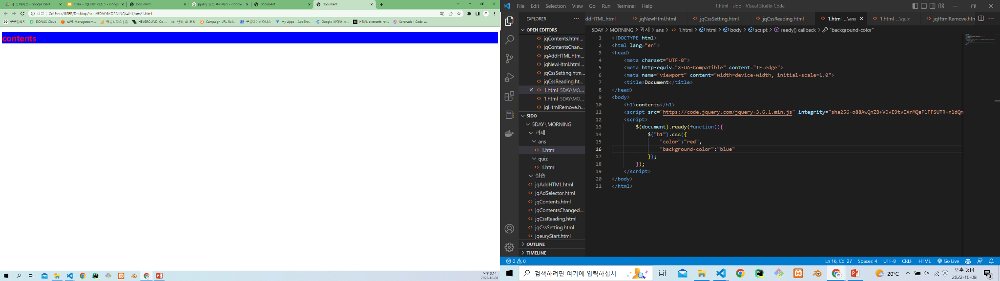 내 드라이브 - Google Drive
5DAY - JQUERY 기초 1 - Google
Document
jquery 요소 추가하기 - Google
Document
Document
파일 | C:/Users/USER/Desktop/sido/5DAY/MORNING/과제/ans/1.html
구구컬리지
DONUS Cloud
AWS Management...
애널리틱스 | 홈
HEYGROUND, Co-...
산타, AI 토익
Campaign URL Buil...
구글마이비즈니스
My Apps - AppShe...
Google 데이터 스...
HTML elements ref...
Serenade | Code w...
contents
오후 3:14
2022-10-08
File Edit Selection View Go Run Terminal Help
1.html - sido - Visual Studio Code
EXPLORER
OPEN EDITORS
jqContents.html...
jqContentsChan...
jqAddHTML.htm...
jqNewHtml.html...
jqCssSetting.htm...
jqCssReading.ht...
1.html 5DAY\MO...
1.html 5DAY\MO...
jqHtmlRemove.h...
SIDO
5DAY\MORNING
과제
ans
1.html
quiz
1.html
실습
jqAddHTML.html
jqAdSelector.html
jqContents.html
jqContentsChanged....
jqCssReading.html
jqCssSetting.html
jqeuryStart.html
OUTLINE
TIMELINE
ddHTML.html
jqNewHtml.html
jqCssSetting.html
jqCssReading.html
1.html ...\ans
1.html ...\quiz
jqHtmlRemove.htm
5DAY > MORNING > 과제 > ans > 1.html > html > body > script > ready() callback > "background-color"
1 <!DOCTYPE html>
2 <html lang="en">
3 <head>
4 <meta charset="UTF-8">
5 <meta http-equiv="X-UA-Compatible" content="IE=edge">
6 <meta name="viewport" content="width=device-width, initial-scale=1.0">
7 <title>Document</title>
8 </head>
9 <body>
10 <h1>contents</h1>
11 <script src="https://code.jquery.com/jquery-3.6.1.min.js" integrity="sha256-o88AwQnZB+VDvE9tvIXrMQaPlFFSUTR+nldQm
12 <script>
13 $(document).ready(function(){
14 $("h1").css({
15 "color":"red",
16 "background-color":"blue"
17 });
18 });
19 </script>
20 </body>
21 </html>
0 0
Ln 16, Col 27 Spaces: 4 UTF-8 CRLF HTML Go Live
검색하려면 여기에 입력하십시
20°C
오후 3:14
2022-10-08
3